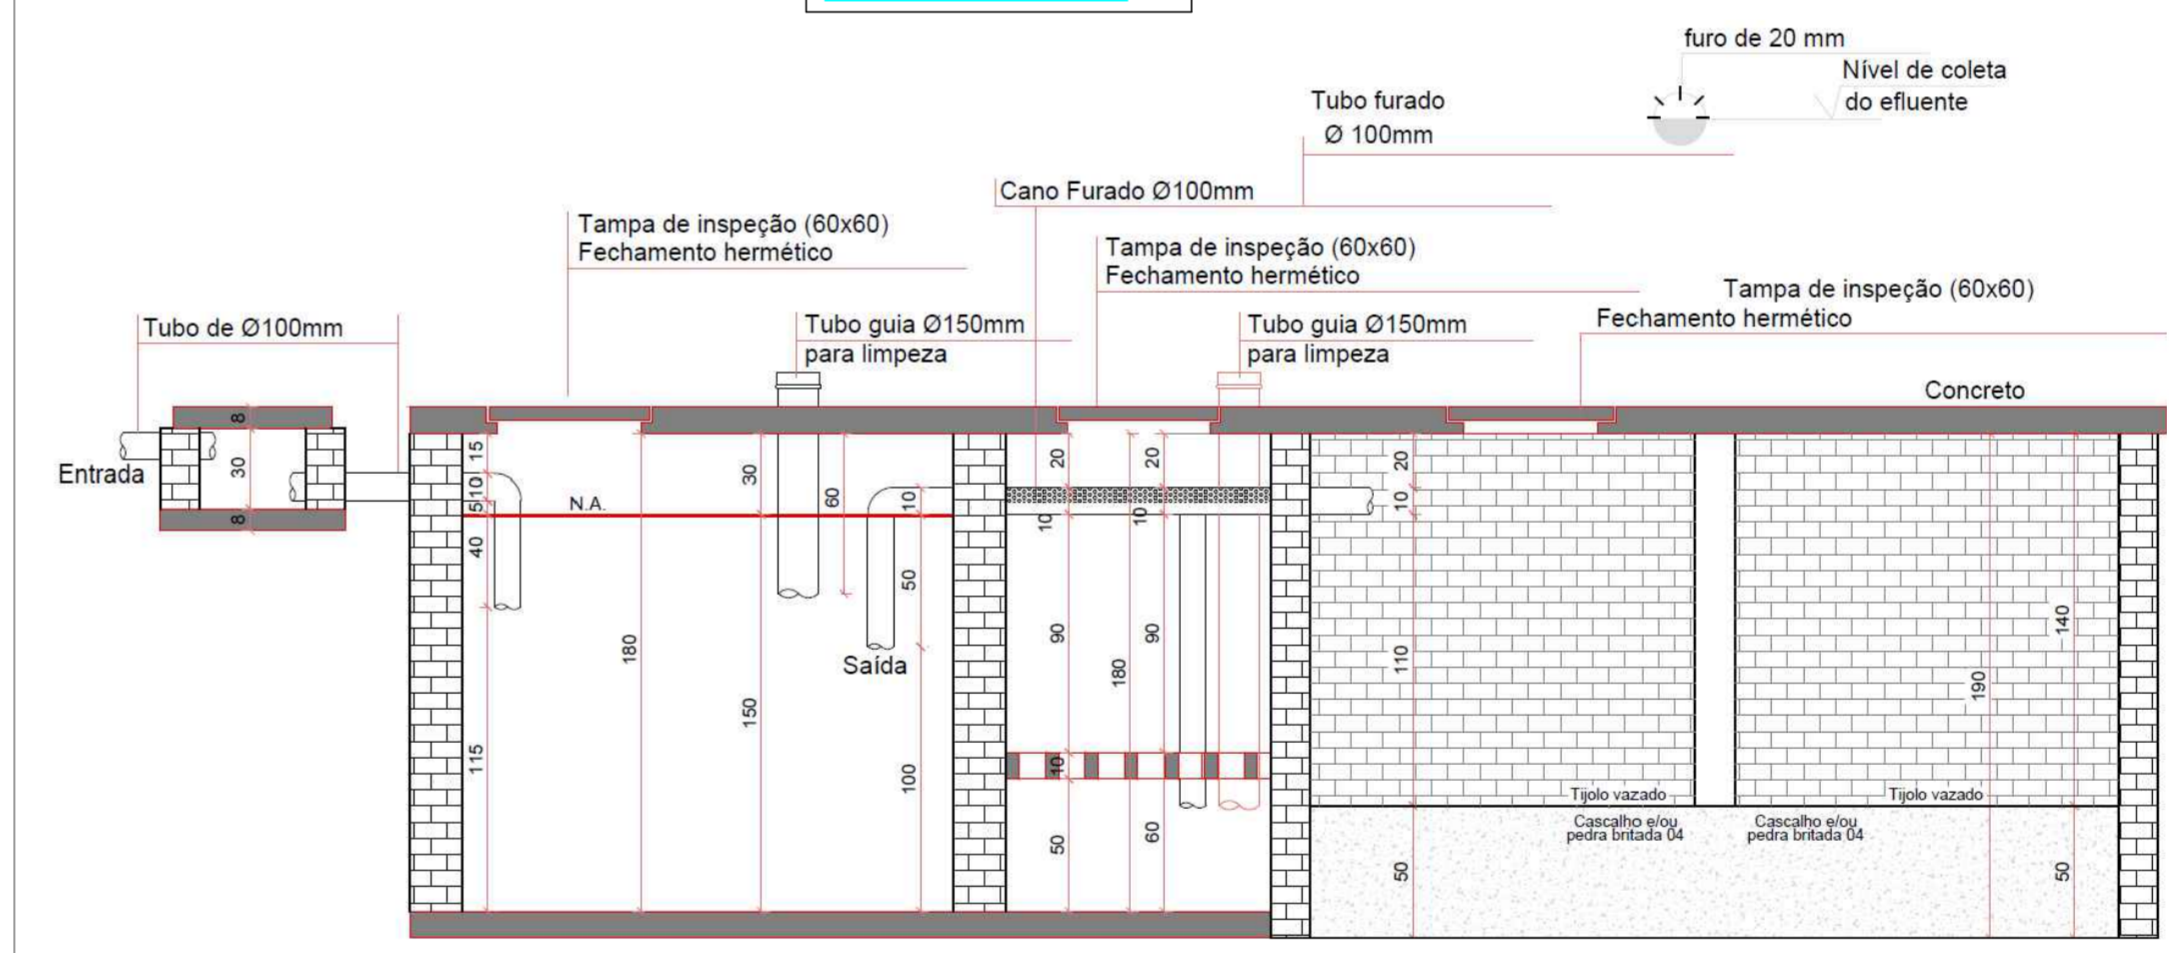 furo de 20 mm
Nível de coleta
do efluente
Tubo furado
Ø 100mm
Cano Furado Ø100mm
Tampa de inspeção (60x60)
Fechamento hermético
Tampa de inspeção (60x60)
Fechamento hermético
Tampa de inspeção (60x60)
Fechamento hermético
Tubo de Ø100mm
Tubo guia Ø150mm
para limpeza
Tubo guia Ø150mm
para limpeza
Concreto
Entrada
8
30
8
15
10
5
40
115
N.A.
180
30
150
60
10
50
100
Saída
20
10
90
10
50
180
20
10
90
60
20
10
110
50
190
140
50
Tijolo vazado
Cascalho e/ou
pedra britada 04
Tijolo vazado
Cascalho e/ou
pedra britada 04